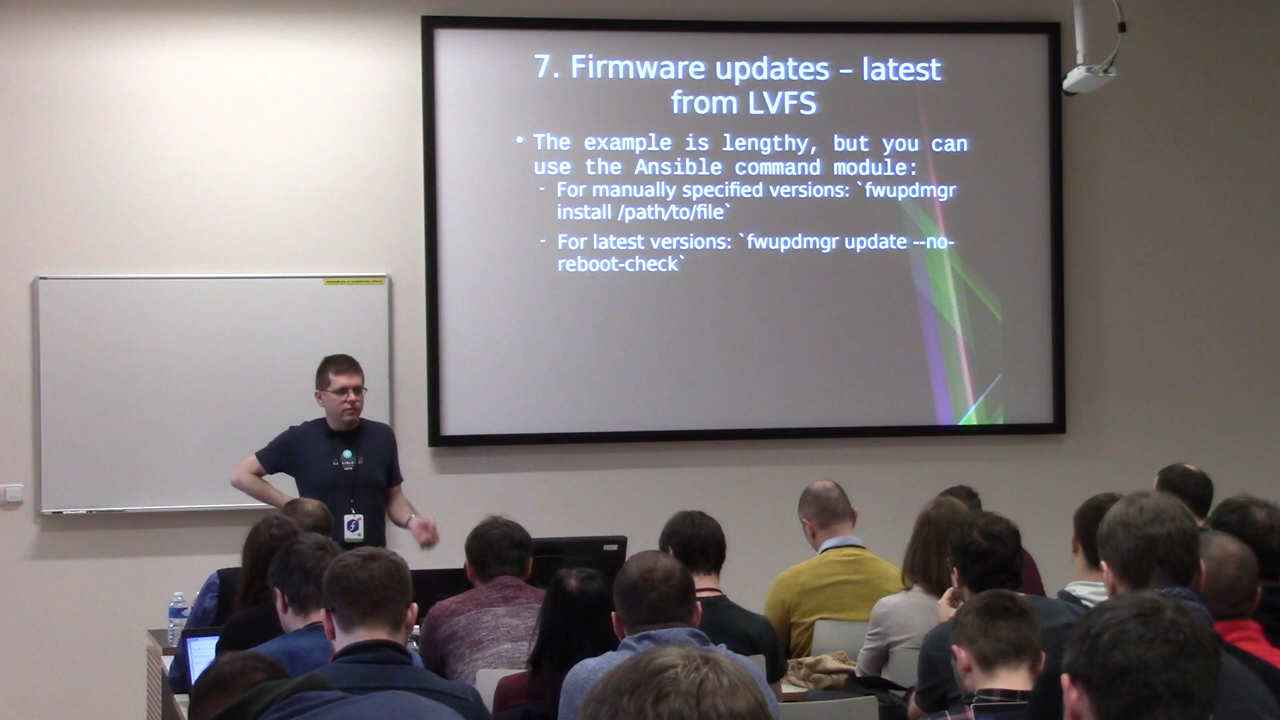 7. Firmware updates – latest
from LVFS
• The example is lengthy, but you can
use the Ansible command module:
- For manually specified versions: `fwupdmgr
install /path/to/file`
- For latest versions: `fwupdmgr update --no-
reboot-check`